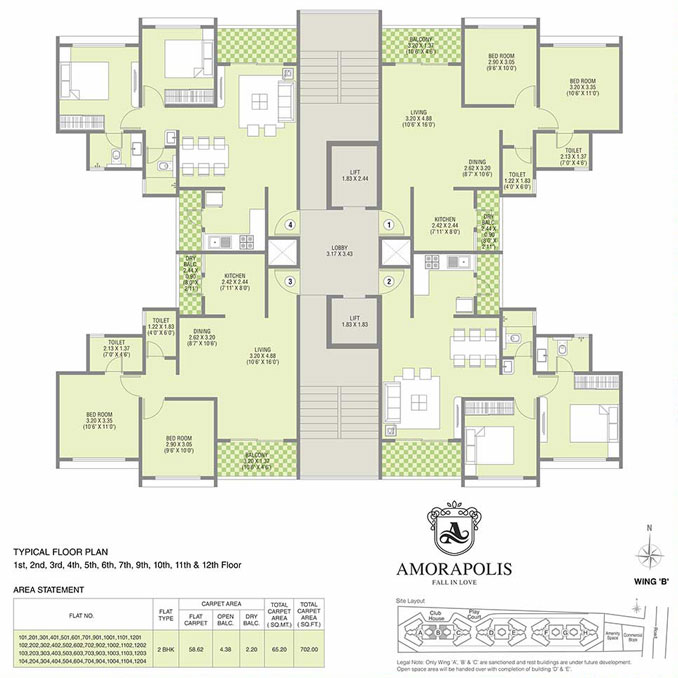 BALCONY
3.20 X 1.37
(10'6" X 4'6")
BED ROOM
2.90 X 3.05
(9'6" X 10'0")
BED ROOM
3.20 X 3.35
(10'6" X 11'0")
LIVING
3.20 X 4.88
(10'6" X 16'0")
DINING
2.62 X 3.20
(8'7" X 10'6")
TOILET
2.13 X 1.37
(7'0" X 4'6")
TOILET
1.22 X 1.83
(4'0" X 6'0")
LIFT
1.83 X 2.44
KITCHEN
2.42 X 2.44
(7'11" X 8'0")
DRY
BALC.
2.44
X
0.90
(8'0"
X
2'11")
4
1
LOBBY
3.17 X 3.43
3
2
DRY
BALC.
2.44
X
0.90
(8'0"
X
2'11")
KITCHEN
2.42 X 2.44
(7'11" X 8'0")
LIFT
1.83 X 1.83
TOILET
1.22 X 1.83
(4'0" X 6'0")
TOILET
2.13 X 1.37
(7'0" X 4'6")
DINING
2.62 X 3.20
(8'7" X 10'6")
LIVING
3.20 X 4.88
(10'6" X 16'0")
BED ROOM
3.20 X 3.35
(10'6" X 11'0")
BED ROOM
2.90 X 3.05
(9'6" X 10'0")
BALCONY
3.20 X 1.37
(10'6" X 4'6")
A
AMORAPOLIS
FALL IN LOVE
N
WING 'B'
TYPICAL FLOOR PLAN
1st, 2nd, 3rd, 4th, 5th, 6th, 7th, 9th, 10th, 11th & 12th Floor
AREA STATEMENT
FLAT NO.
FLAT TYPE
CARPET AREA
FLAT CARPET
OPEN BALC.
DRY BALC.
TOTAL CARPET AREA (SQ.MT.)
TOTAL CARPET AREA (SQ.FT.)
101,201,301,401,501,601,701,901,1001,1101,1201
102,202,302,402,502,602,702,902,1002,1102,1202
103,203,303,403,503,603,703,903,1003,1103,1203
104,204,304,404,504,604,704,904,1004,1104,1204
2 BHK
58.62
4.38
2.20
65.20
702.00
Site Layout
Club House
Play Court
A B C D E F G H
Amenity Space
Commercial
Road
Legal Note: Only Wing 'A', 'B' & 'C' are sanctioned and rest buildings are under future development.
Open space area will be handed over with completion of building 'D' & 'E'.